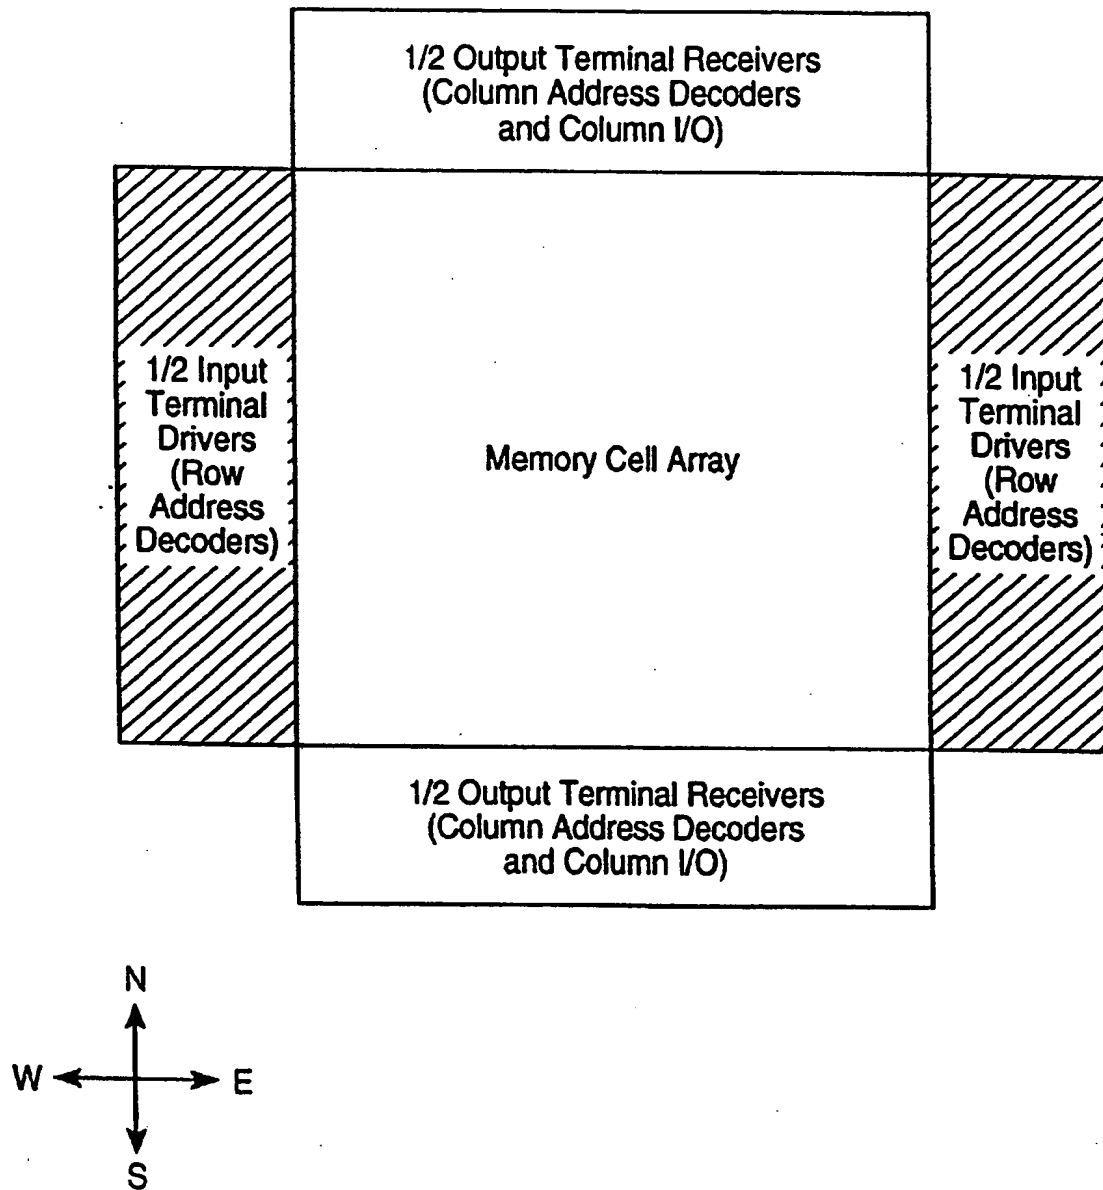 1/2 Output Terminal Receivers
(Column Address Decoders
and Column I/O)
1/2 Input
Terminal
Drivers
(Row
Address
Decoders)
Memory Cell Array
1/2 Input
Terminal
Drivers
(Row
Address
Decoders)
1/2 Output Terminal Receivers
(Column Address Decoders
and Column I/O)
N
W
E
S